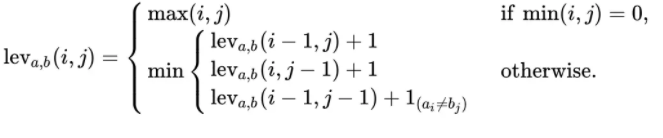 max(i, j) if min(i, j) = 0,
lev_{a,b}(i, j) = min { lev_{a,b}(i − 1, j) + 1
lev_{a,b}(i, j − 1) + 1 otherwise.
lev_{a,b}(i − 1, j − 1) + 1_{(a_i≠b_j)}